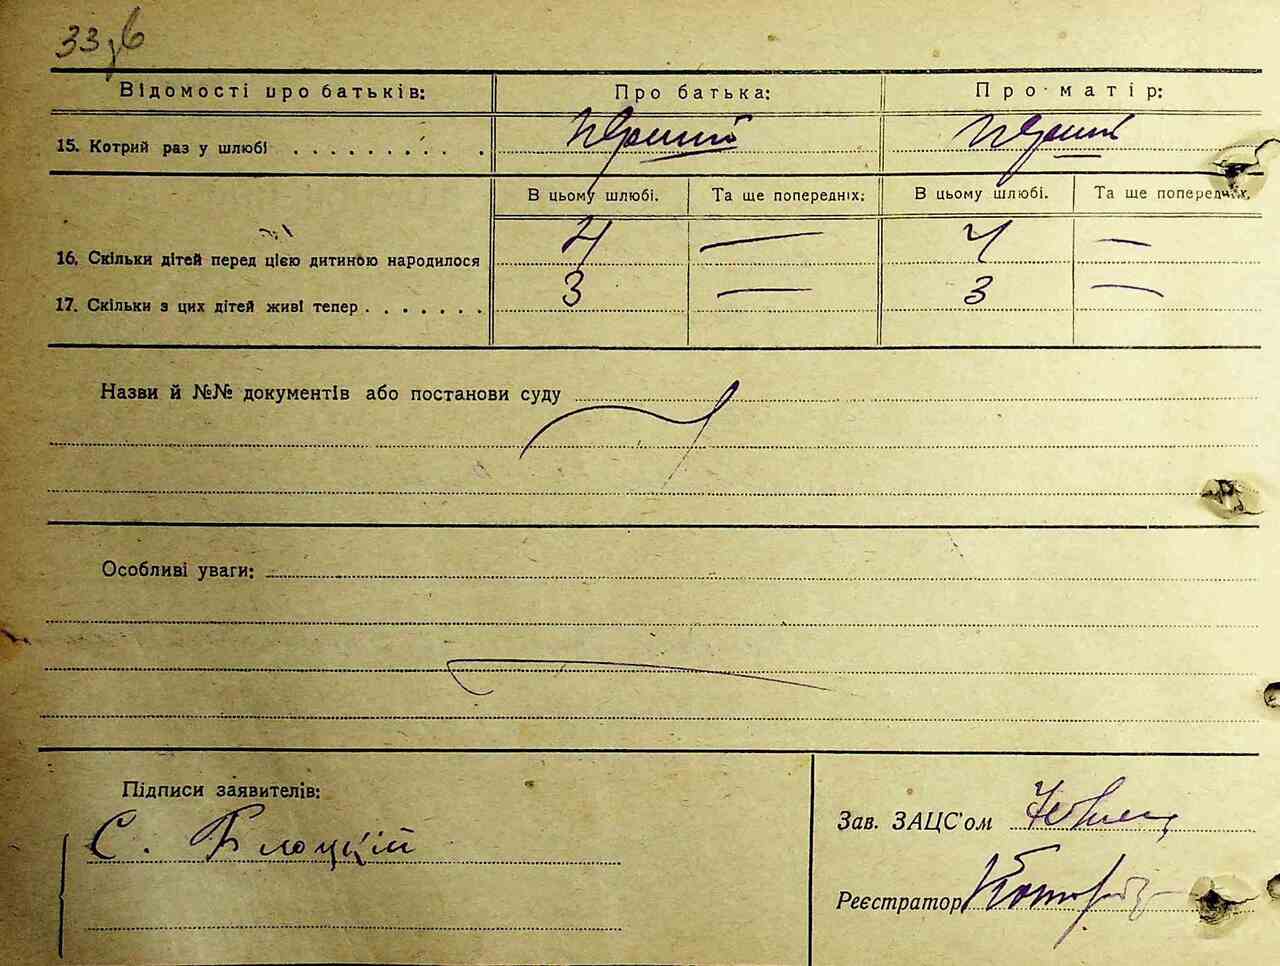 33 зв
Відомості про батьків: Про батька: Про матір:
15. Котрий раз у шлюбі . . . . . . . . . . Перший Перший
В цьому шлюбі. Та ще попередніх: В цьому шлюбі. Та ще попередніх.
16. Скільки дітей перед цією дитиною народилося 4 — 4 —
17. Скільки з цих дітей живі тепер . . . . . . . 3 — 3 —
Назви й №№ документів або постанови суду
Особливі уваги:
Підписи заявителів:
С. Блоцкій
Зав. ЗАЦС'ом
Реєстратор